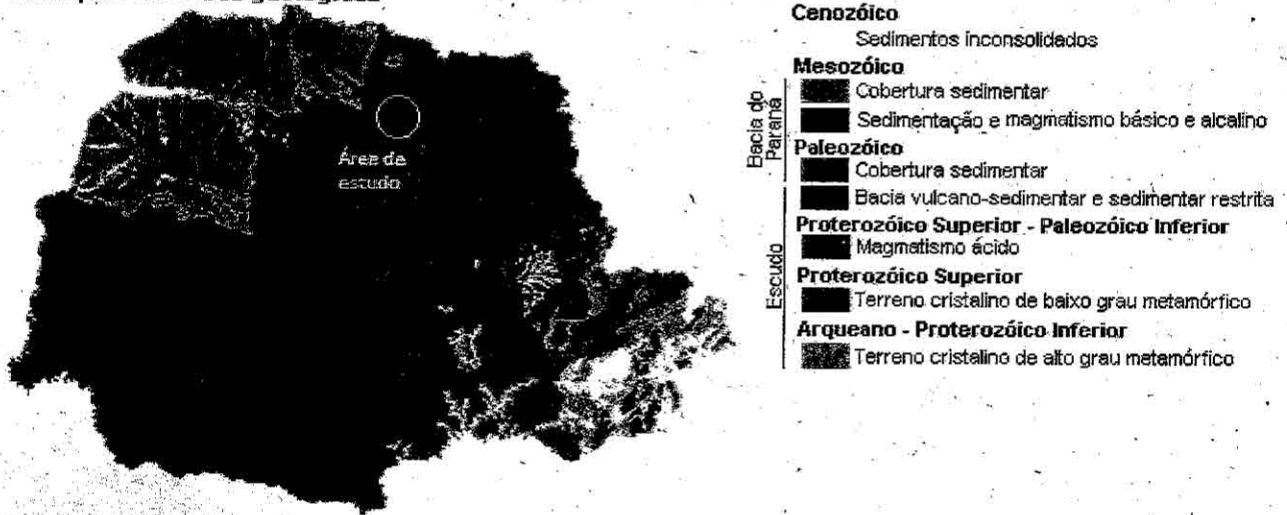 Cenozóico
Sedimentos inconsolidados
Mesozóico
Cobertura sedimentar
Sedimentação e magmatismo básico e alcalino
Bacia do
Paraná
Paleozóico
Cobertura sedimentar
Bacia vulcano-sedimentar e sedimentar restrita
Escudo
Proterozóico Superior - Paleozóico Inferior
Magmatismo ácido
Proterozóico Superior
Terreno cristalino de baixo grau metamórfico
Arqueano - Proterozóico Inferior
Terreno cristalino de alto grau metamórfico
Área de
estudo